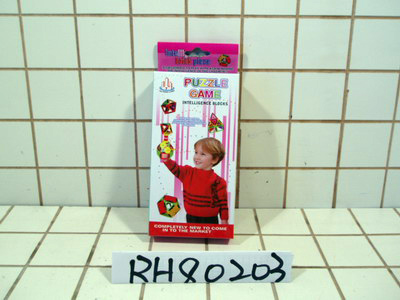 PUZZLE
GAME
INTELLIGENCE BLOCKS
COMPLETELY NEW TO COME
IN TO THE MARKET
RH80203